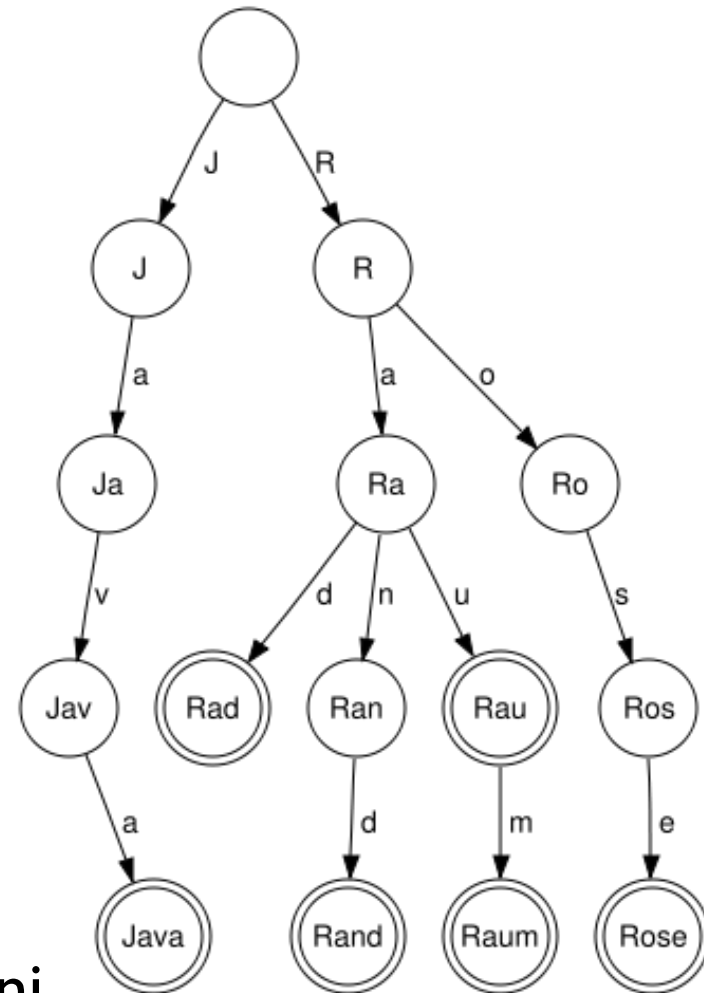 J R
J R
a a o
Ja Ra Ro
v d n u s
Jav Rad Ran Rau Ros
a d m e
Java Rand Raum Rose